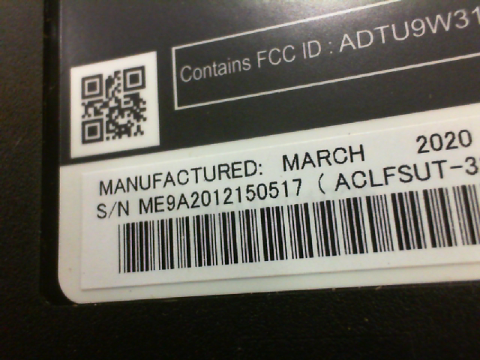 Contains FCC ID : ADTU9W31
MANUFACTURED: MARCH 2020
S/N ME9A2012150517 ( ACLFSUT-3